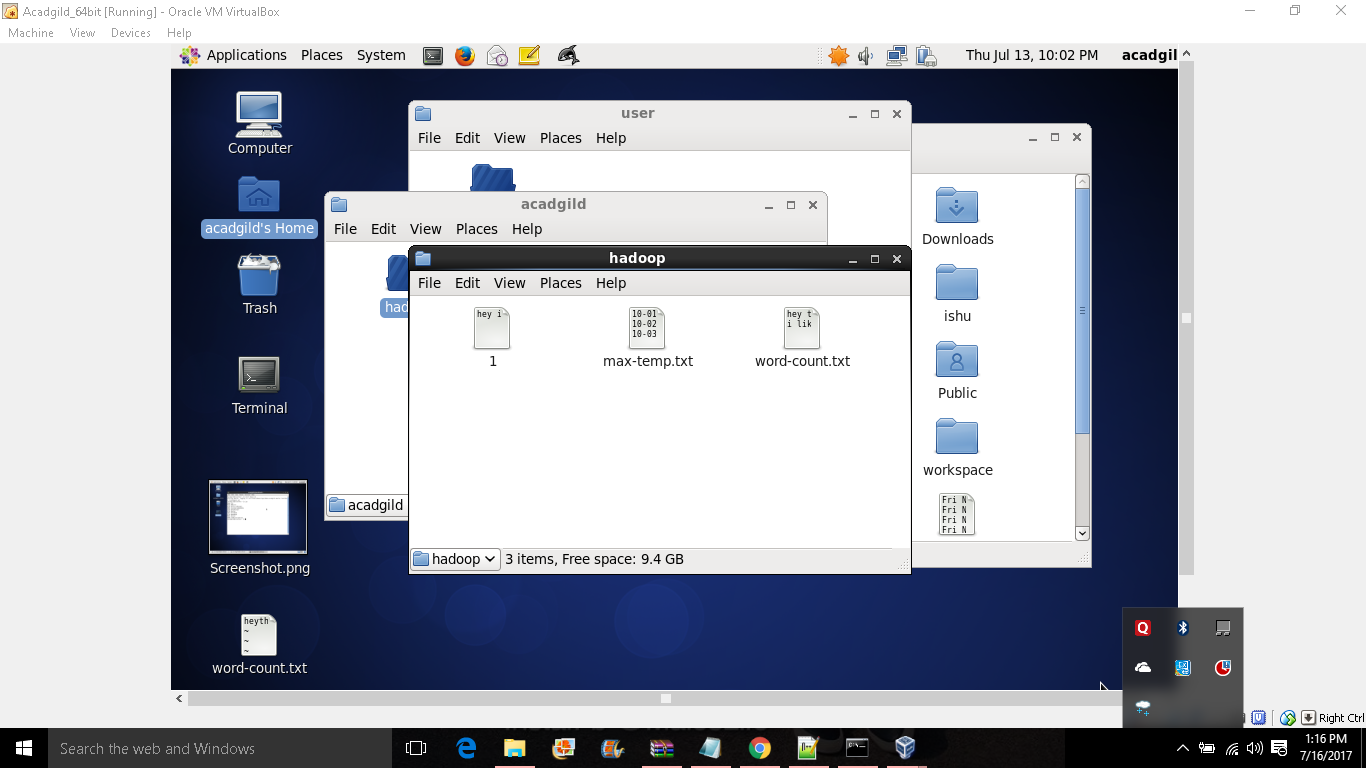 Acadgild_64bit [Running] - Oracle VM VirtualBox
Machine View Devices Help
Applications Places System Thu Jul 13, 10:02 PM acadgil
Computer
acadgild's Home
Trash
Terminal
Screenshot.png
heyth
~
~
~
word-count.txt
user
File Edit View Places Help
acadgild
File Edit View Places Help
had
acadgild
hadoop
File Edit View Places Help
hey i
1
10-01
10-02
10-03
max-temp.txt
hey t
i lik
word-count.txt
hadoop 3 items, Free space: 9.4 GB
Downloads
ishu
Public
workspace
Fri N
Fri N
Fri N
Fri N
Q
Right Ctrl
Search the web and Windows
1:16 PM
7/16/2017